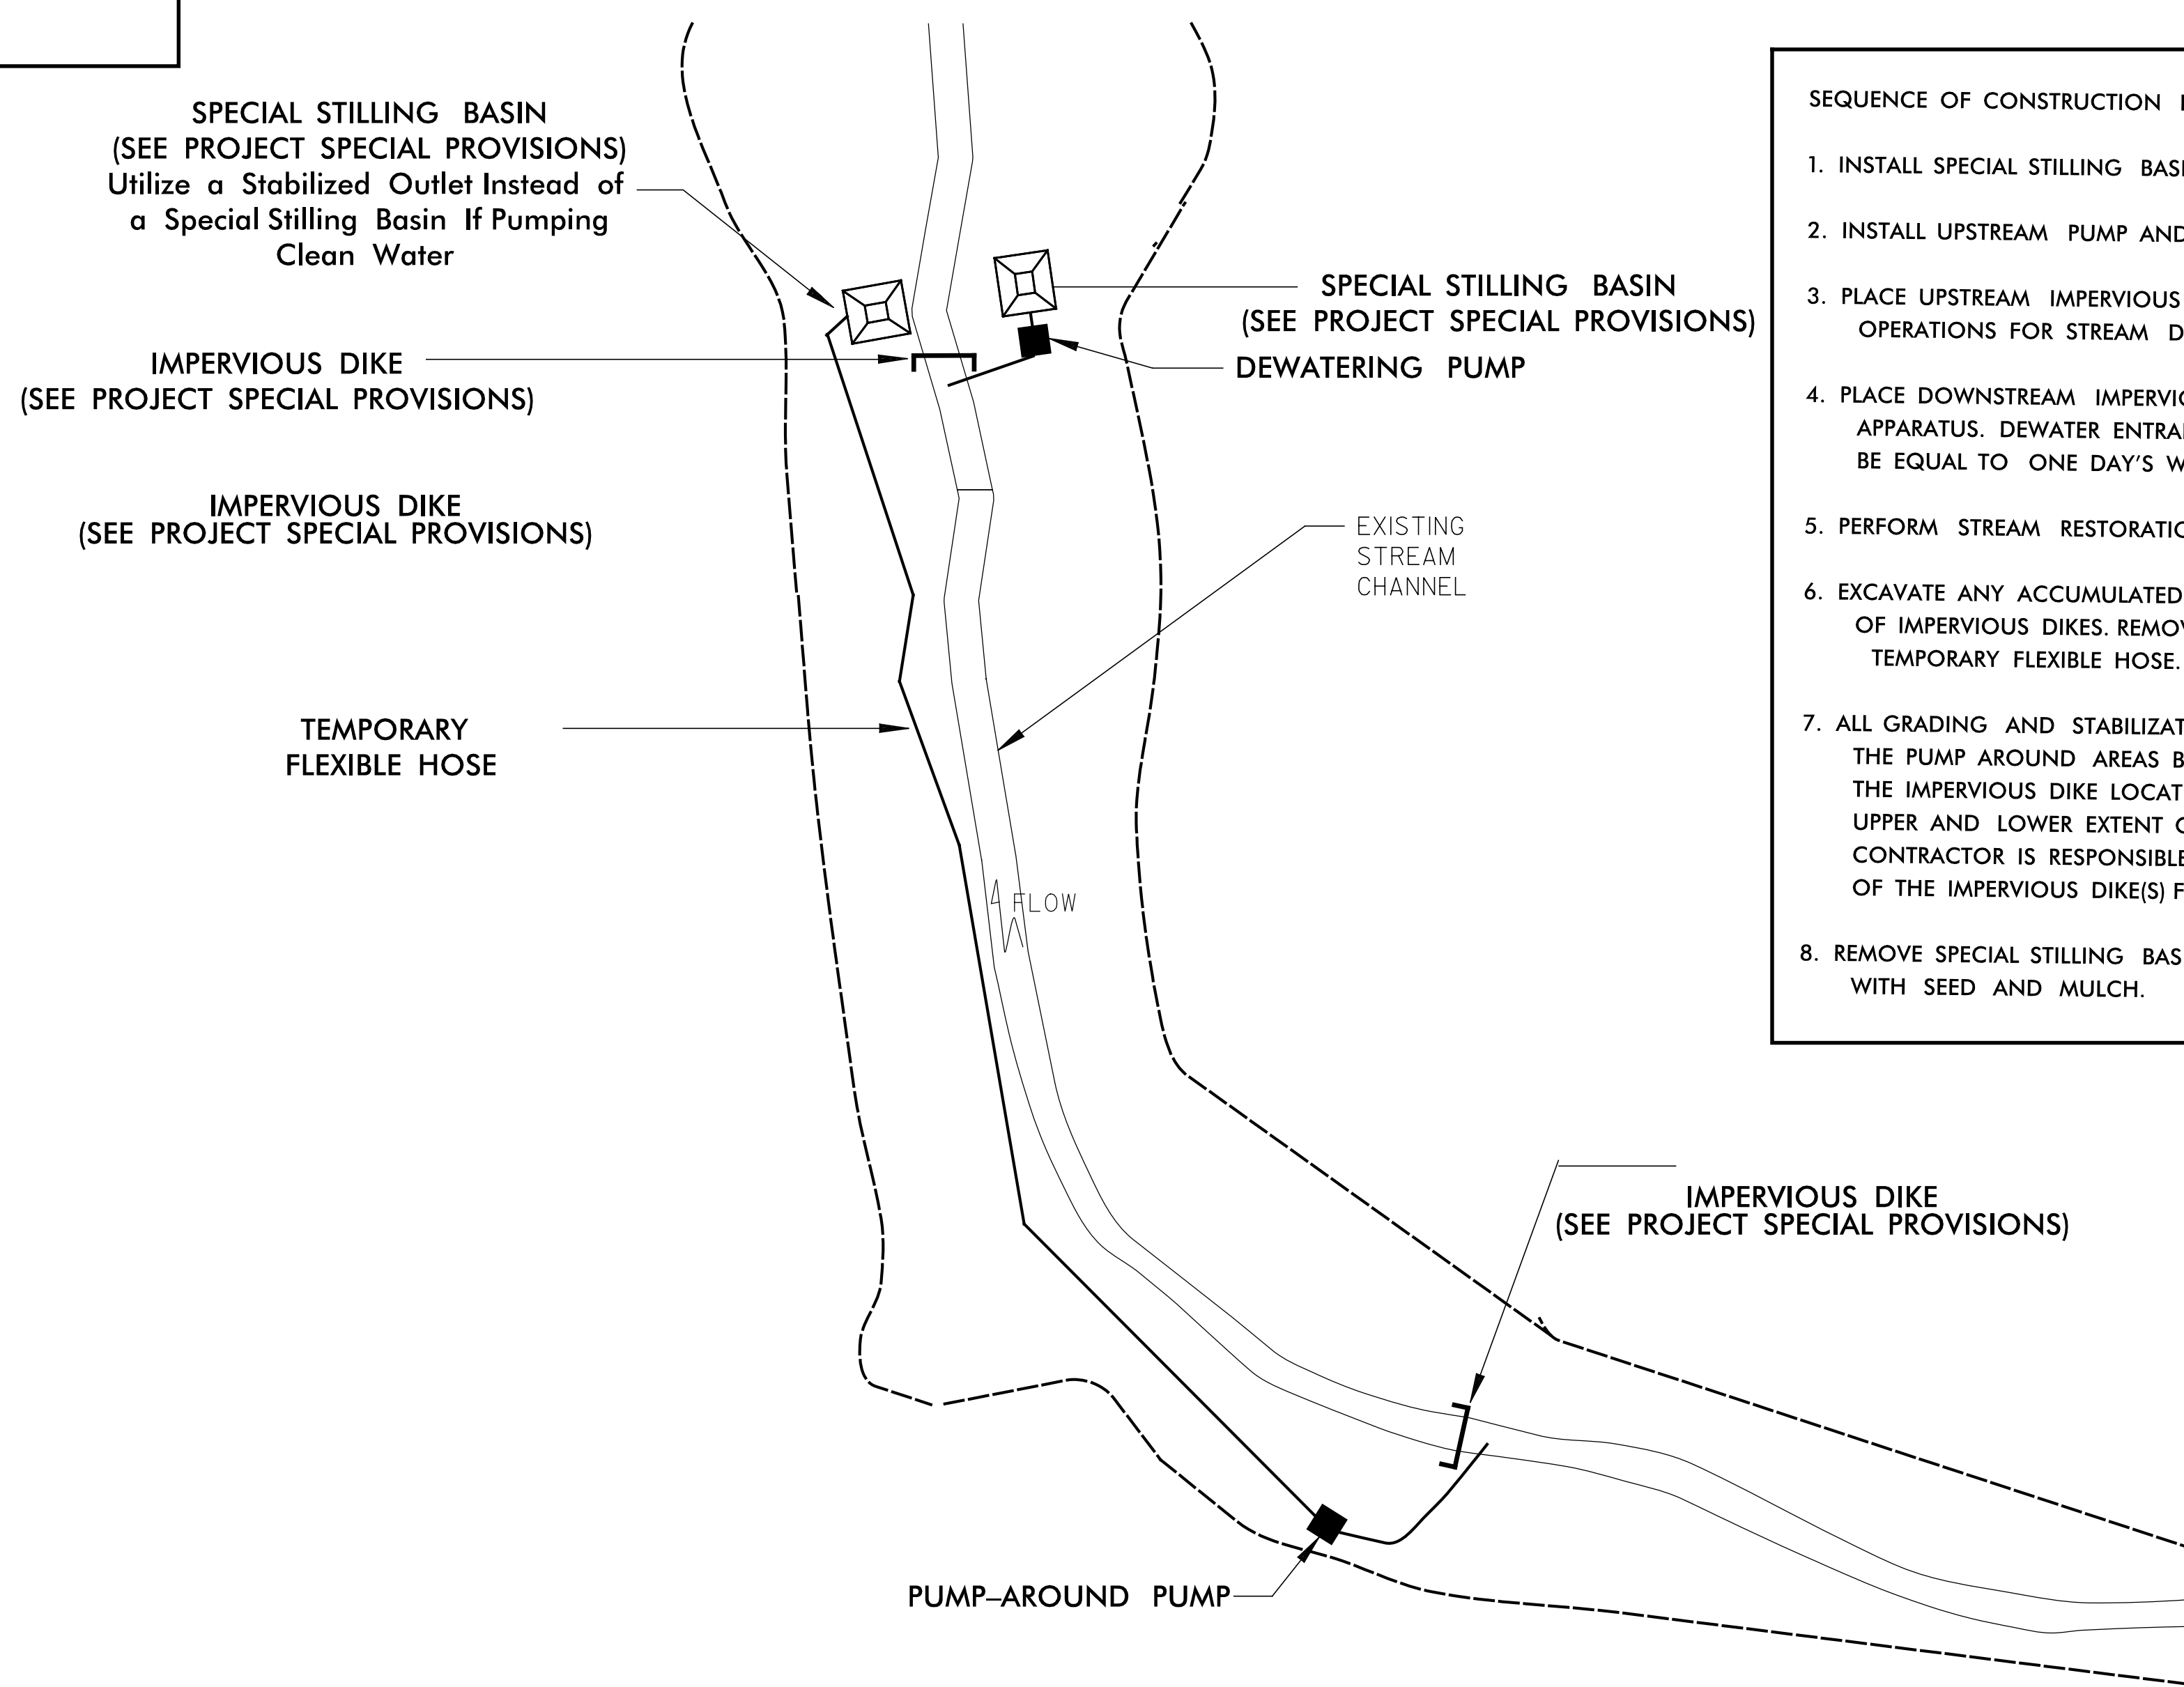 SPECIAL STILLING BASIN
(SEE PROJECT SPECIAL PROVISIONS)
Utilize a Stabilized Outlet Instead of
a Special Stilling Basin If Pumping
Clean Water
IMPERVIOUS DIKE
(SEE PROJECT SPECIAL PROVISIONS)
IMPERVIOUS DIKE
(SEE PROJECT SPECIAL PROVISIONS)
TEMPORARY
FLEXIBLE HOSE
SPECIAL STILLING BASIN
(SEE PROJECT SPECIAL PROVISIONS)
DEWATERING PUMP
EXISTING
STREAM
CHANNEL
FLOW
IMPERVIOUS DIKE
(SEE PROJECT SPECIAL PROVISIONS)
PUMP–AROUND PUMP
SEQUENCE OF CONSTRUCTION
1. INSTALL SPECIAL STILLING
2. INSTALL UPSTREAM PUMP AND
3. PLACE UPSTREAM IMPERVIOUS
OPERATIONS FOR STREAM
4. PLACE DOWNSTREAM
APPARATUS. DEWATER
BE EQUAL TO ONE DAY'S
5. PERFORM STREAM
6. EXCAVATE ANY ACCUMULATED
OF IMPERVIOUS DIKES.
TEMPORARY FLEXIBLE HOSE.
7. ALL GRADING AND
THE PUMP AROUND AREAS
THE IMPERVIOUS DIKE
UPPER AND LOWER EXTENT
CONTRACTOR IS RESPONSIBLE
OF THE IMPERVIOUS DIKE(S)
8. REMOVE SPECIAL STILLING
WITH SEED AND MULCH.